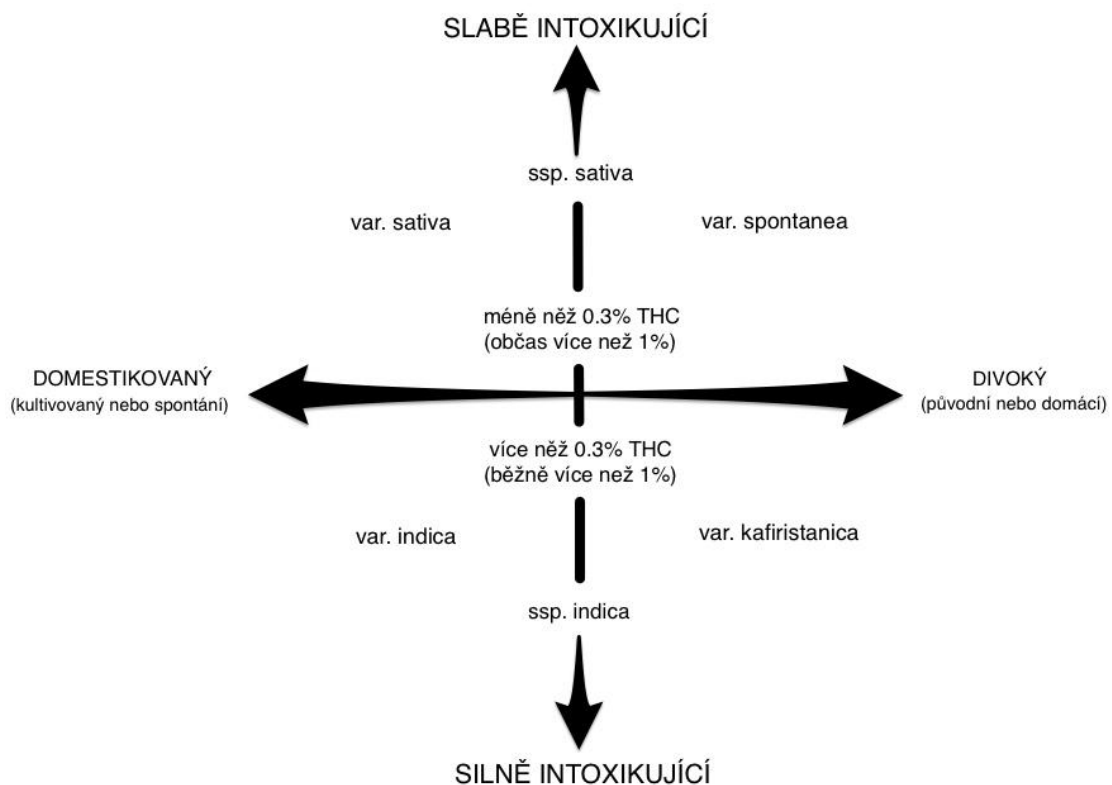 SLABĚ INTOXIKUJÍCÍ
ssp. sativa
var. sativa
var. spontanea
méně něž 0.3% THC
(občas více než 1%)
DOMESTIKOVANÝ
(kultivovaný nebo spontání)
DIVOKÝ
(původní nebo domácí)
více něž 0.3% THC
(běžně více než 1%)
var. indica
var. kafiristanica
ssp. indica
SILNĚ INTOXIKUJÍCÍ